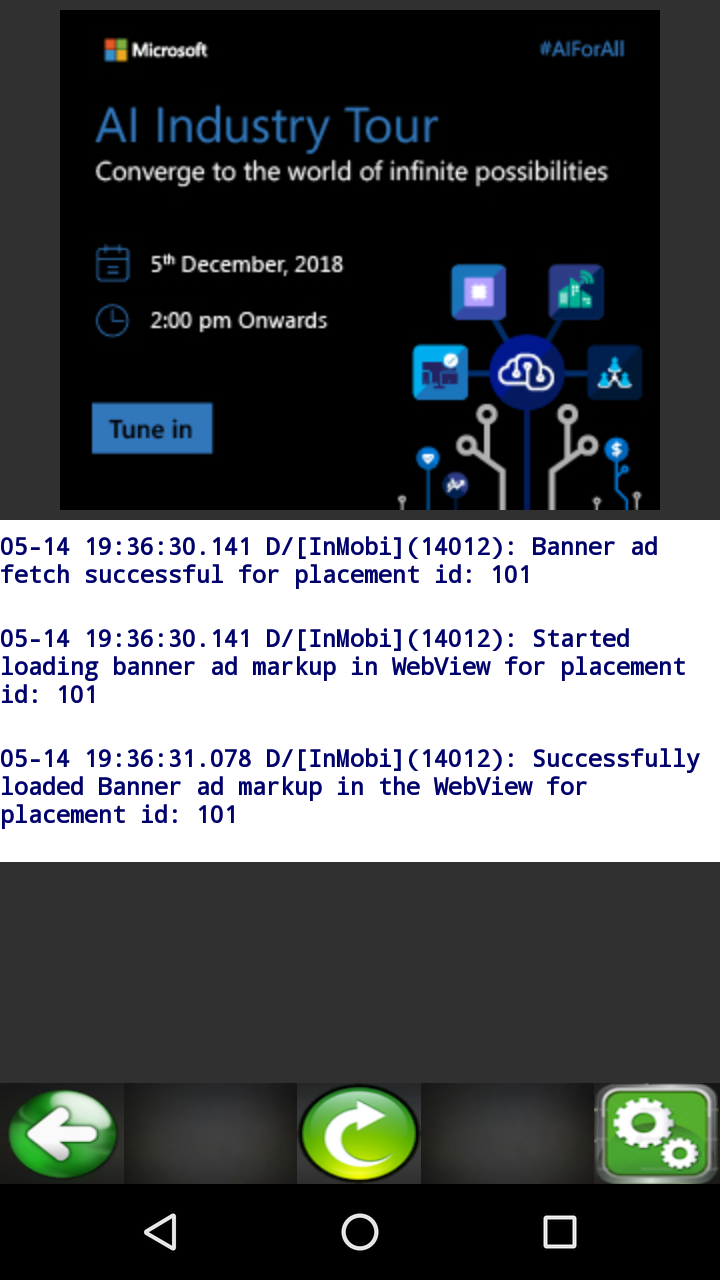 Microsoft
#AIForAll
AI Industry Tour
Converge to the world of infinite possibilities
5th December, 2018
2:00 pm Onwards
Tune in
05-14 19:36:30.141 D/[InMobi](14012): Banner ad
fetch successful for placement id: 101
05-14 19:36:30.141 D/[InMobi](14012): Started
loading banner ad markup in WebView for placement
id: 101
05-14 19:36:31.078 D/[InMobi](14012): Successfully
loaded Banner ad markup in the WebView for
placement id: 101